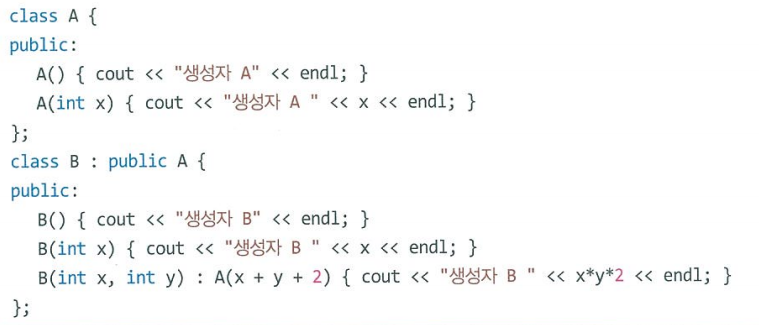 class A {
public:
A() { cout << "생성자 A" << endl; }
A(int x) { cout << "생성자 A " << x << endl; }
};
class B : public A {
public:
B() { cout << "생성자 B" << endl; }
B(int x) { cout << "생성자 B " << x << endl; }
B(int x, int y) : A(x + y + 2) { cout << "생성자 B " << x*y*2 << endl; }
};